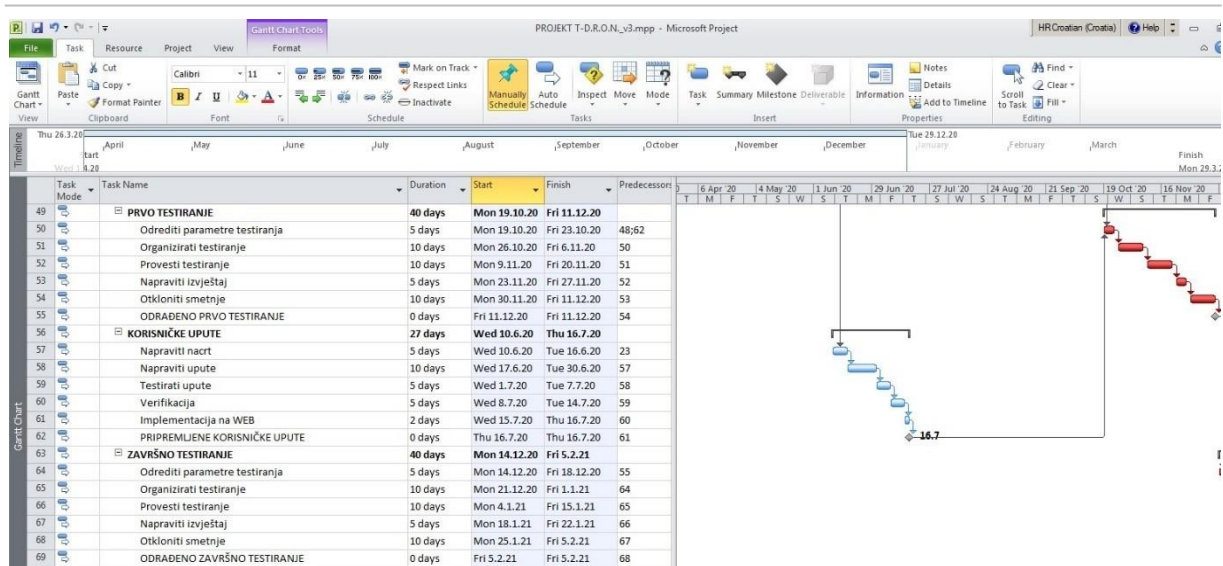 Gantt Chart Tools
PROJEKT T-D.R.O.N._v3.mpp - Microsoft Project
HR Croatian (Croatia) Help
File Task Resource Project View Format
Gantt Chart
View
Paste
Cut
Copy
Format Painter
Clipboard
Calibri 11
B I U A
Font
0% 25% 50% 75% 100%
Mark on Track
Respect Links
Inactivate
Schedule
Manually Schedule
Auto Schedule
Inspect Move Mode
Tasks
Task Summary Milestone Deliverable
Insert
Information
Notes
Details
Add to Timeline
Properties
Scroll to Task
Find
Clear
Fill
Editing
Timeline
Thu 26.3.20
Tue 29.12.20
April May June July August September October November December January February March
Finish
Mon 29.3.2
Task Mode Task Name Duration Start Finish Predecessors
6 Apr '20 4 May '20 1 Jun '20 29 Jun '20 27 Jul '20 24 Aug '20 21 Sep '20 19 Oct '20 16 Nov '20
T M F T S W S T M F T S W S T M F T S W S T M F
49 PRVO TESTIRANJE 40 days Mon 19.10.20 Fri 11.12.20
50 Odrediti parametre testiranja 5 days Mon 19.10.20 Fri 23.10.20 48;62
51 Organizirati testiranje 10 days Mon 26.10.20 Fri 6.11.20 50
52 Provesti testiranje 10 days Mon 9.11.20 Fri 20.11.20 51
53 Napraviti izvještaj 5 days Mon 23.11.20 Fri 27.11.20 52
54 Otkloniti smetnje 10 days Mon 30.11.20 Fri 11.12.20 53
55 ODRAĐENO PRVO TESTIRANJE 0 days Fri 11.12.20 Fri 11.12.20 54
56 KORISNIČKE UPUTE 27 days Wed 10.6.20 Thu 16.7.20
57 Napraviti nacrt 5 days Wed 10.6.20 Tue 16.6.20 23
58 Napraviti upute 10 days Wed 17.6.20 Tue 30.6.20 57
59 Testirati upute 5 days Wed 1.7.20 Tue 7.7.20 58
60 Verifikacija 5 days Wed 8.7.20 Tue 14.7.20 59
61 Implementacija na WEB 2 days Wed 15.7.20 Thu 16.7.20 60
62 PRIPREMLJENE KORISNIČKE UPUTE 0 days Thu 16.7.20 Thu 16.7.20 61
16.7
63 ZAVRŠNO TESTIRANJE 40 days Mon 14.12.20 Fri 5.2.21
64 Odrediti parametre testiranja 5 days Mon 14.12.20 Fri 18.12.20 55
65 Organizirati testiranje 10 days Mon 21.12.20 Fri 1.1.21 64
66 Provesti testiranje 10 days Mon 4.1.21 Fri 15.1.21 65
67 Napraviti izvještaj 5 days Mon 18.1.21 Fri 22.1.21 66
68 Otkloniti smetnje 10 days Mon 25.1.21 Fri 5.2.21 67
69 ODRAĐENO ZAVRŠNO TESTIRANJE 0 days Fri 5.2.21 Fri 5.2.21 68
Gantt Chart